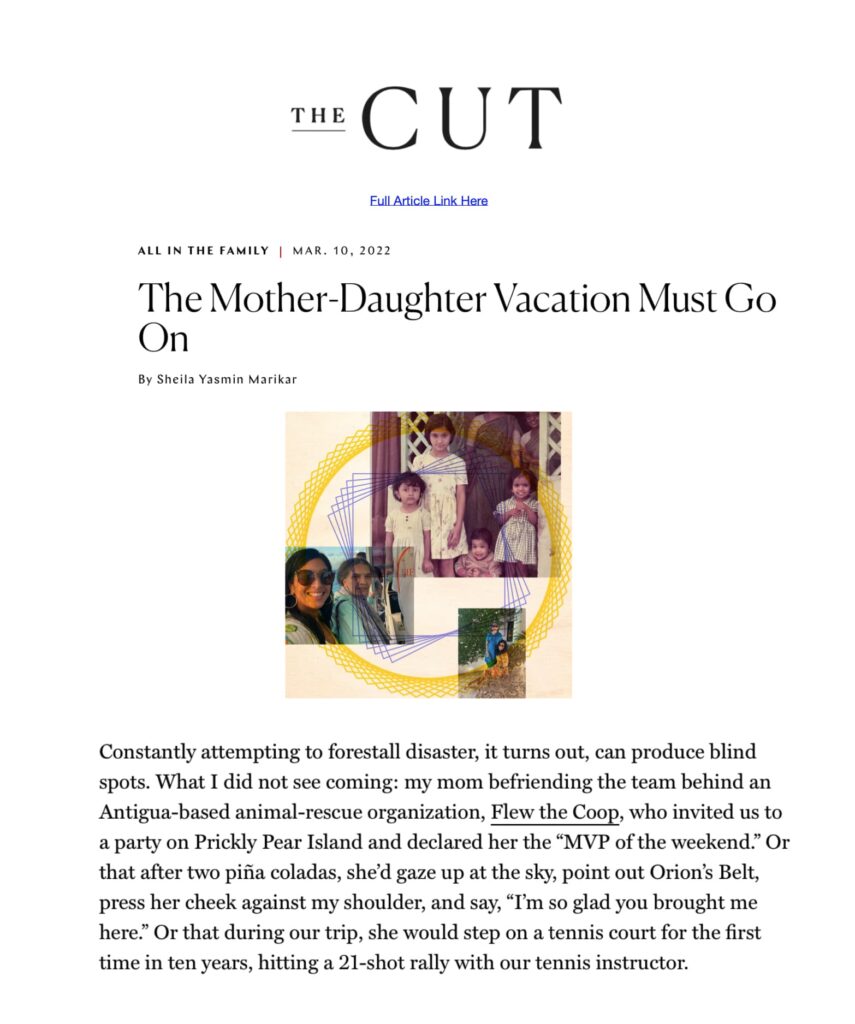 THE CUT
Full Article Link Here
ALL IN THE FAMILY | MAR. 10, 2022
The Mother-Daughter Vacation Must Go
On
By Sheila Yasmin Marikar
Constantly attempting to forestall disaster, it turns out, can produce blind
spots. What I did not see coming: my mom befriending the team behind an
Antigua-based animal-rescue organization, Flew the Coop, who invited us to
a party on Prickly Pear Island and declared her the “MVP of the weekend.” Or
that after two piña coladas, she’d gaze up at the sky, point out Orion’s Belt,
press her cheek against my shoulder, and say, “I’m so glad you brought me
here.” Or that during our trip, she would step on a tennis court for the first
time in ten years, hitting a 21-shot rally with our tennis instructor.